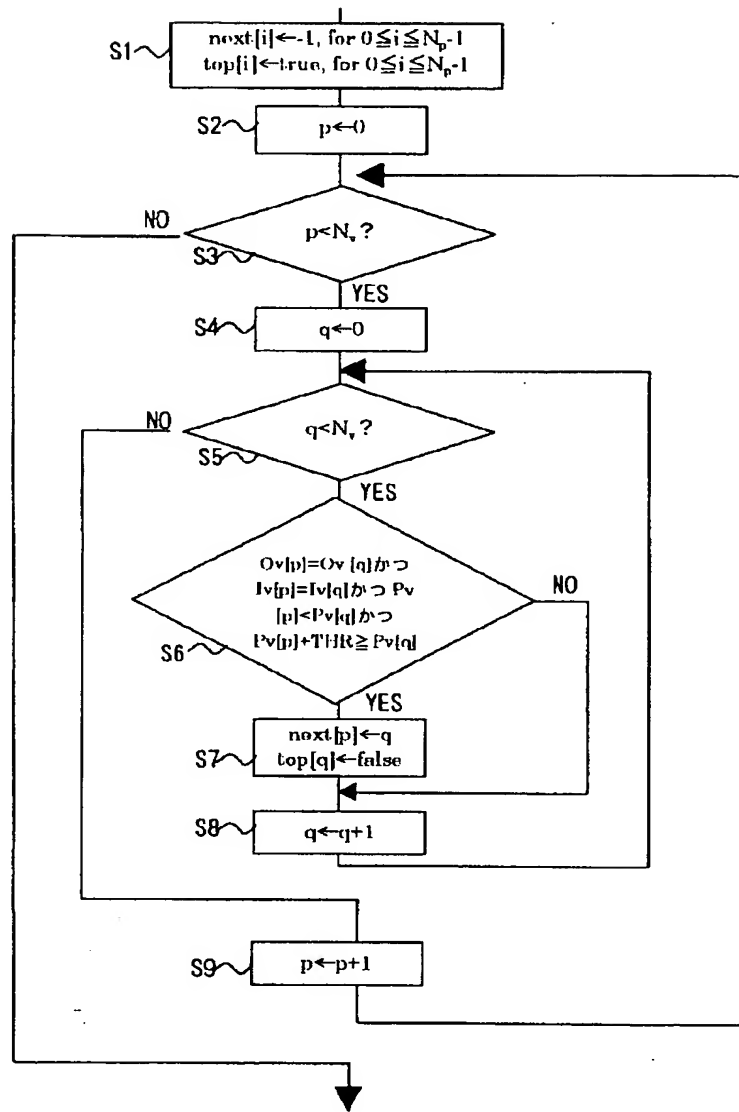 S1
next[i]←-1, for 0≦i≦Np-1
top[i]←true, for 0≦i≦Np-1
S2
p←0
NO
p<Nv?
S3
YES
S4
q←0
NO
q<Nv?
S5
YES
Ov[p]=Ov[q]かつ
Iv[p]=Iv[q]かつ Pv
[p]<Pv[q]かつ
Pv[p]+THR≧Pv[q]
NO
S6
YES
S7
next[p]←q
top[q]←false
S8
q←q+1
S9
p←p+1